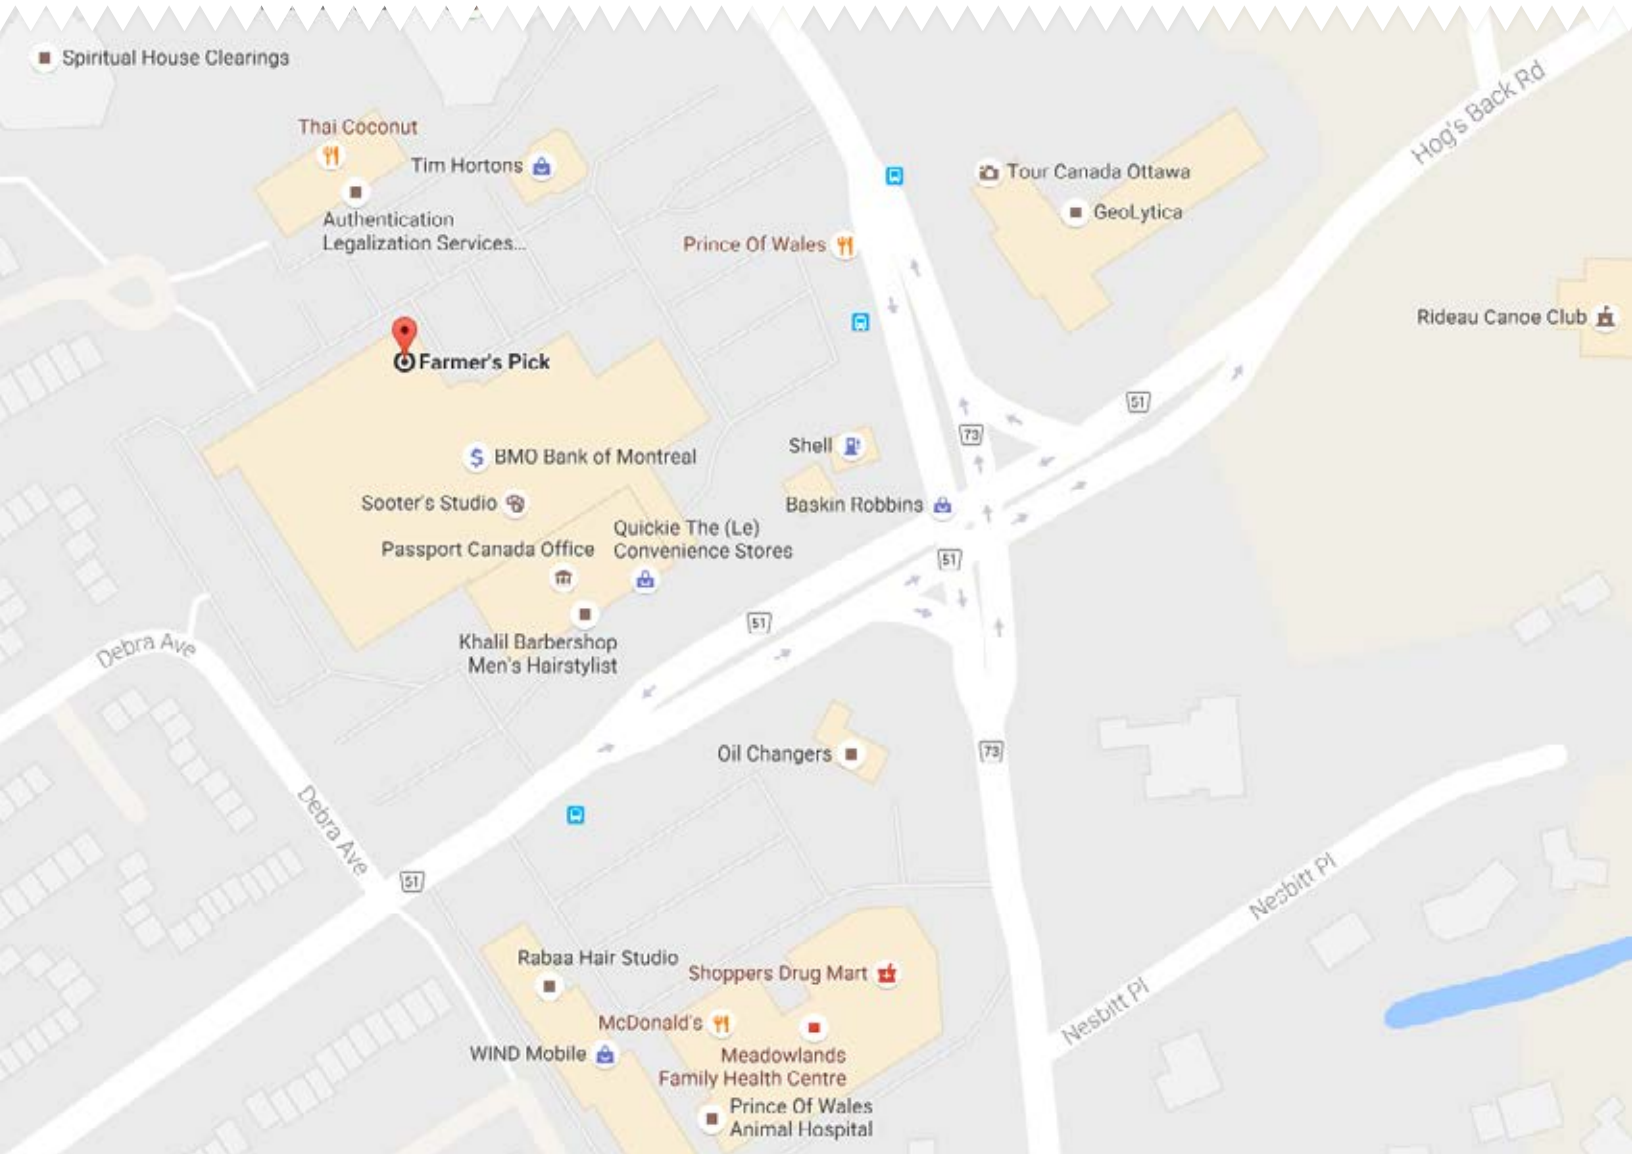 Spiritual House Clearings
Thai Coconut
Tim Hortons
Authentication
Legalization Services...
Tour Canada Ottawa
GeoLytica
Hog's Back Rd
Prince Of Wales
Rideau Canoe Club
Farmer's Pick
51
73
Shell
BMO Bank of Montreal
Sooter's Studio
Baskin Robbins
Quickie The (Le)
Convenience Stores
Passport Canada Office
51
51
Khalil Barbershop
Men's Hairstylist
Debra Ave
Oil Changers
73
Debra Ave
51
Nesbitt Pl
Rabaa Hair Studio
Shoppers Drug Mart
McDonald's
Nesbitt Pl
WIND Mobile
Meadowlands
Family Health Centre
Prince Of Wales
Animal Hospital